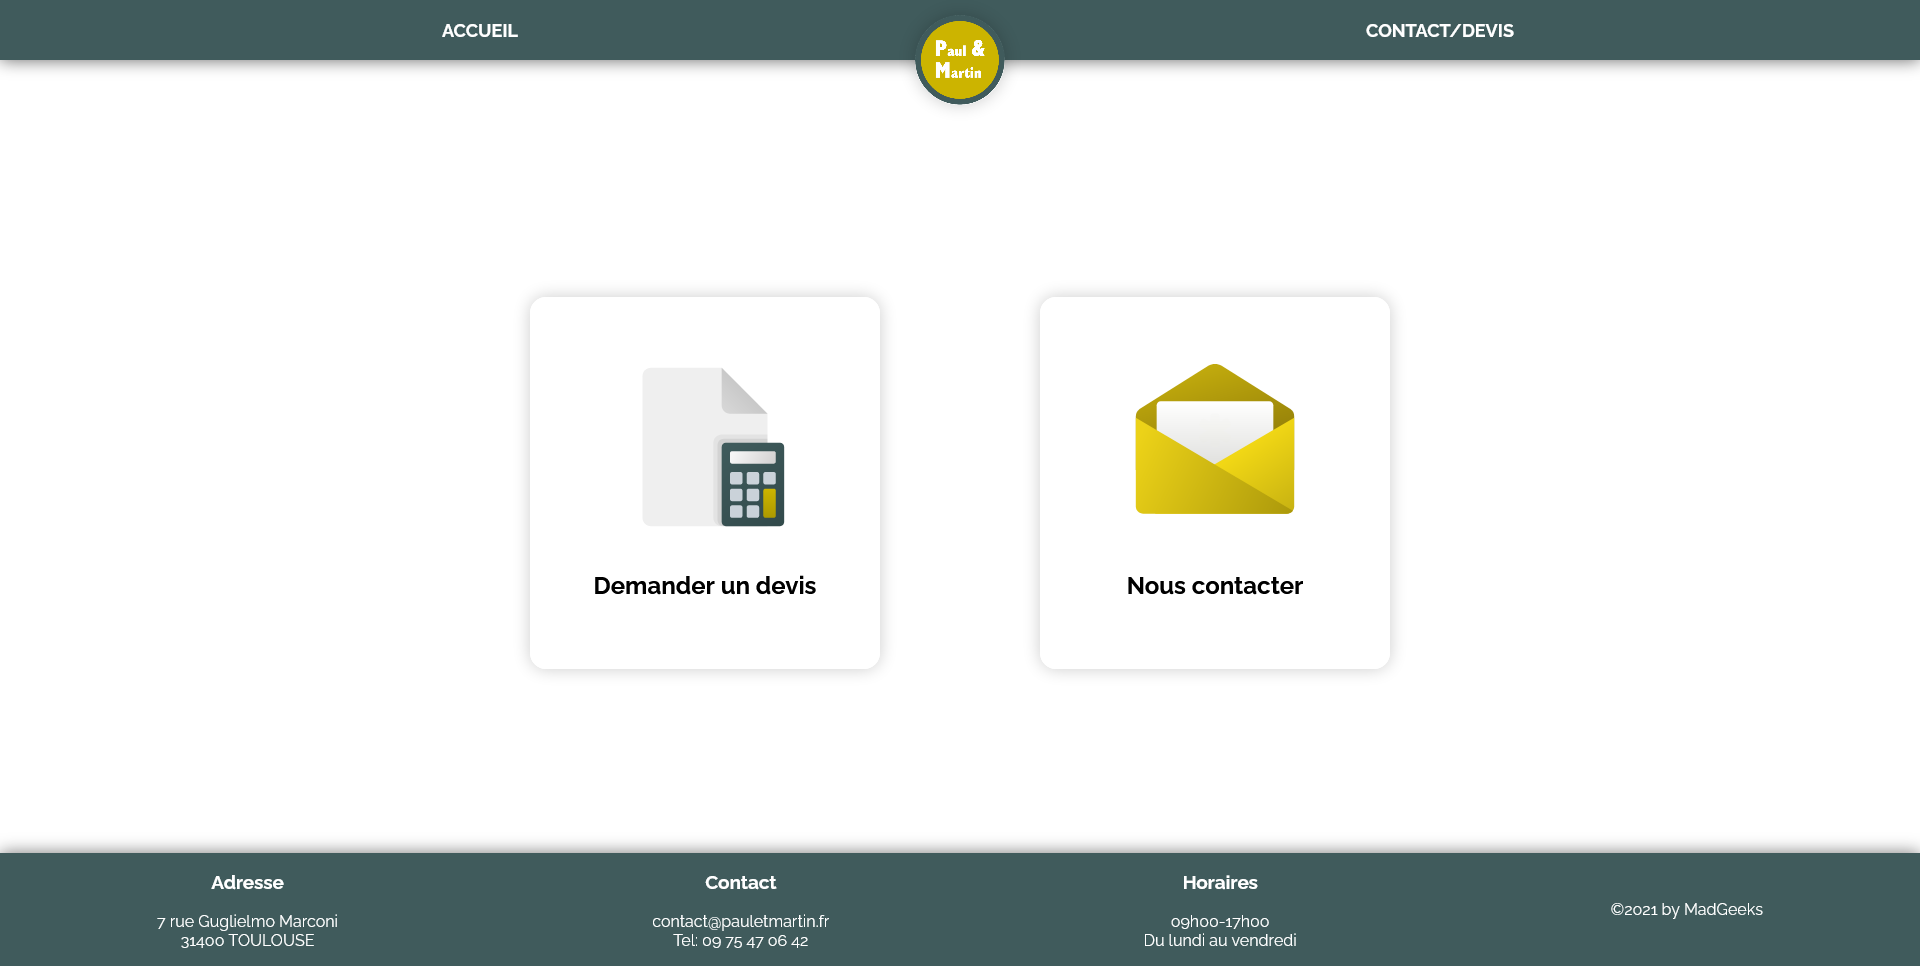 ACCUEIL
Paul &
Martin
CONTACT/DEVIS
Demander un devis
Nous contacter
Adresse
7 rue Guglielmo Marconi
31400 TOULOUSE
Contact
contact@pauletmartin.fr
Tel: 09 75 47 06 42
Horaires
09h00-17h00
Du lundi au vendredi
©2021 by MadGeeks